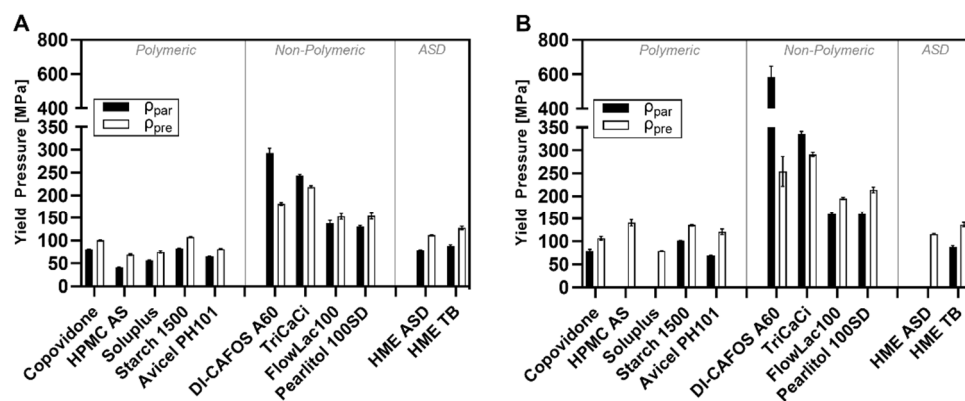 A
Polymeric
Non-Polymeric
ASD
Yield Pressure [MPa]
800
600
400
350
300
250
200
150
100
50
0
ρpar
ρpre
Copovidone
HPMC AS
Soluplus
Starch 1500
Avicel PH101
DI-CAFOS A60
TriCaCi
FlowLac100
Pearlitol 100SD
HME ASD
HME TB
B
Polymeric
Non-Polymeric
ASD
Yield Pressure [MPa]
800
600
400
350
300
250
200
150
100
50
0
ρpar
ρpre
Copovidone
HPMC AS
Soluplus
Starch 1500
Avicel PH101
DI-CAFOS A60
TriCaCi
FlowLac100
Pearlitol 100SD
HME ASD
HME TB